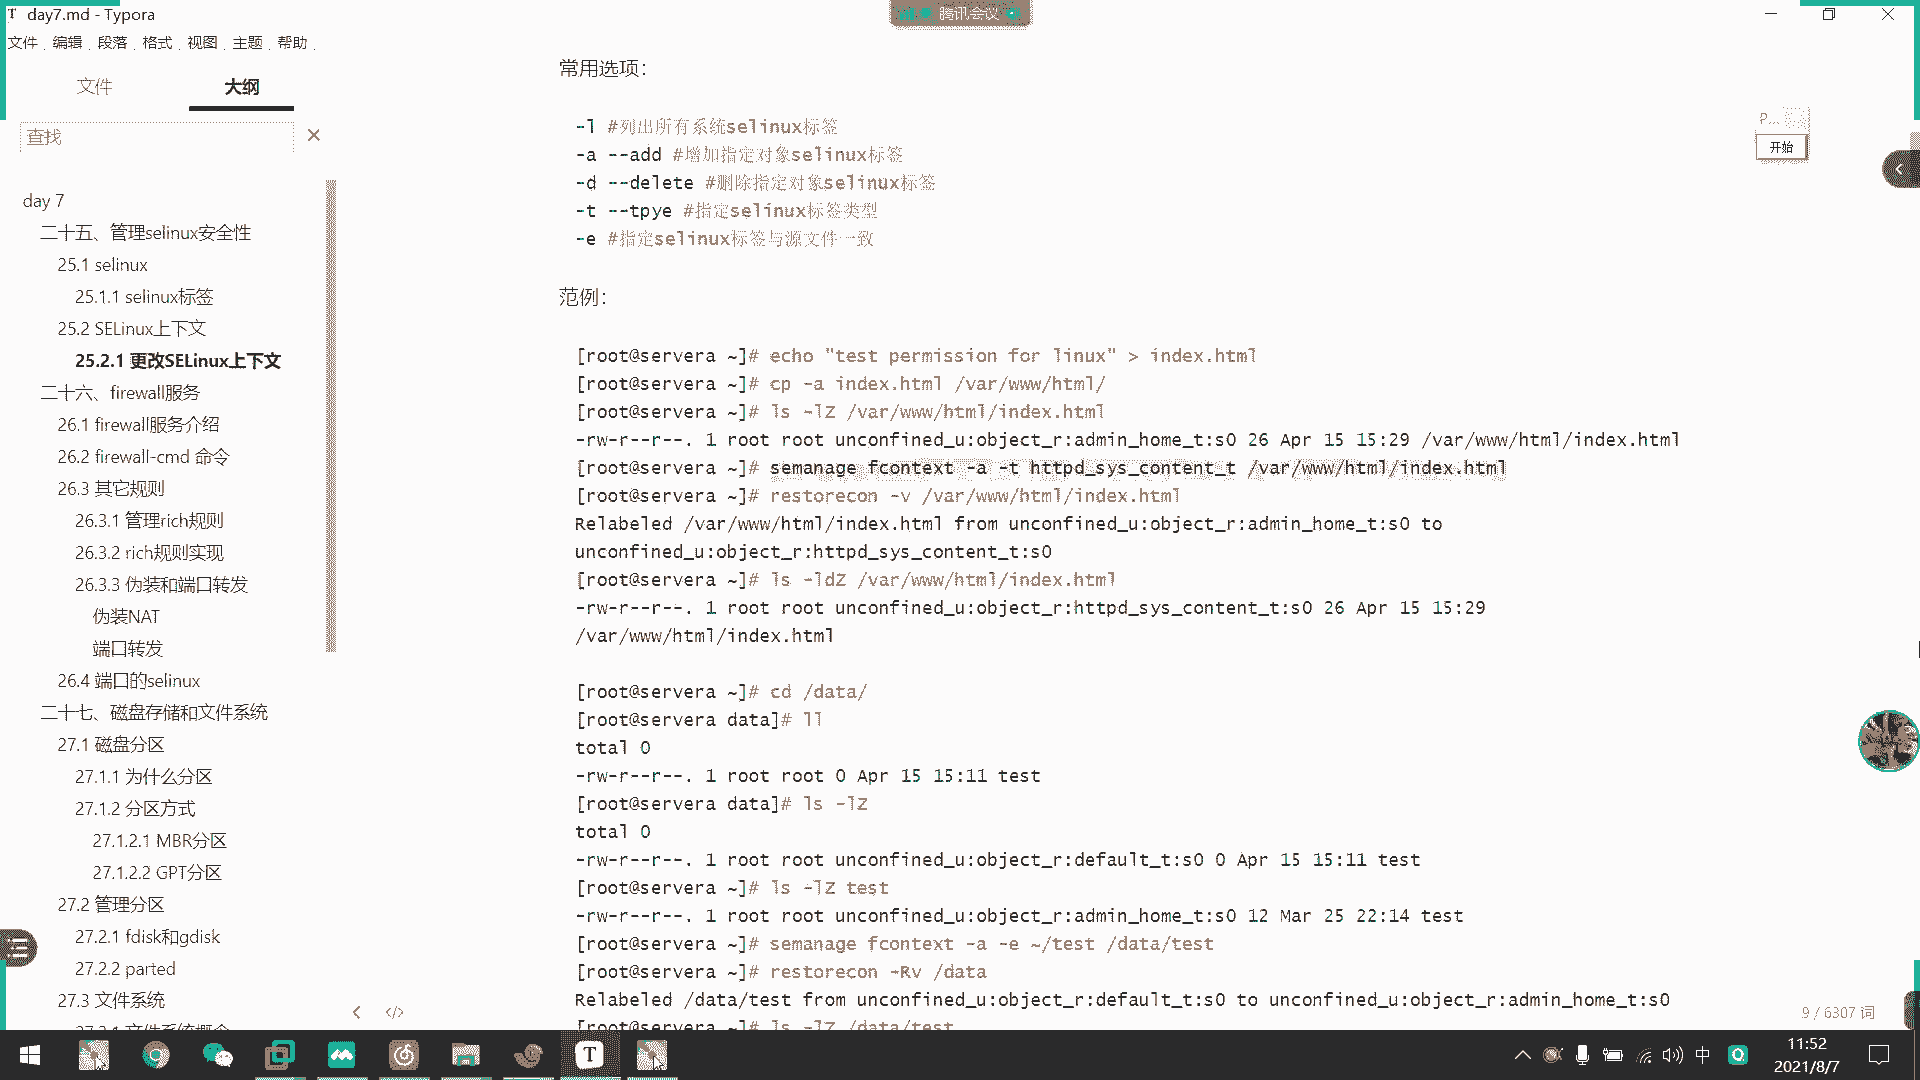 day7.md - Typora
腾讯会议
文件 编辑 段落 格式 视图 主题 帮助
文件
大纲
查找
day 7
二十五、管理selinux安全性
25.1 selinux
25.1.1 selinux标签
25.2 SELinux上下文
25.2.1 更改SELinux上下文
二十六、firewall服务
26.1 firewall服务介绍
26.2 firewall-cmd 命令
26.3 其它规则
26.3.1 管理rich规则
26.3.2 rich规则实现
26.3.3 伪装和端口转发
伪装NAT
端口转发
26.4 端口的selinux
二十七、磁盘存储和文件系统
27.1 磁盘分区
27.1.1 为什么分区
27.1.2 分区方式
27.1.2.1 MBR分区
27.1.2.2 GPT分区
27.2 管理分区
27.2.1 fdisk和gdisk
27.2.2 parted
27.3 文件系统
27.3.1 文件系统概念
常用选项：
-l #列出所有系统selinux标签
-a --add #增加指定对象selinux标签
-d --delete #删除指定对象selinux标签
-t --tpye #指定selinux标签类型
-e #指定selinux标签与源文件一致
范例：
[root@servera ~]# echo "test permission for linux" > index.html
[root@servera ~]# cp -a index.html /var/www/html/
[root@servera ~]# ls -lZ /var/www/html/index.html
-rw-r--r--. 1 root root unconfined_u:object_r:admin_home_t:s0 26 Apr 15 15:29 /var/www/html/index.html
[root@servera ~]# semanage fcontext -a -t httpd_sys_content_t /var/www/html/index.html
[root@servera ~]# restorecon -v /var/www/html/index.html
Relabeled /var/www/html/index.html from unconfined_u:object_r:admin_home_t:s0 to
unconfined_u:object_r:httpd_sys_content_t:s0
[root@servera ~]# ls -ldZ /var/www/html/index.html
-rw-r--r--. 1 root root unconfined_u:object_r:httpd_sys_content_t:s0 26 Apr 15 15:29
/var/www/html/index.html
[root@servera ~]# cd /data/
[root@servera data]# ll
total 0
-rw-r--r--. 1 root root 0 Apr 15 15:11 test
[root@servera data]# ls -lZ
total 0
-rw-r--r--. 1 root root unconfined_u:object_r:default_t:s0 0 Apr 15 15:11 test
[root@servera ~]# ls -lZ test
-rw-r--r--. 1 root root unconfined_u:object_r:admin_home_t:s0 12 Mar 25 22:14 test
[root@servera ~]# semanage fcontext -a -e ~/test /data/test
[root@servera ~]# restorecon -Rv /data
Relabeled /data/test from unconfined_u:object_r:default_t:s0 to unconfined_u:object_r:admin_home_t:s0
[root@servera ~]# ls -lZ /data/test
P...
开始
9 / 6307 词
中
11:52
2021/8/7